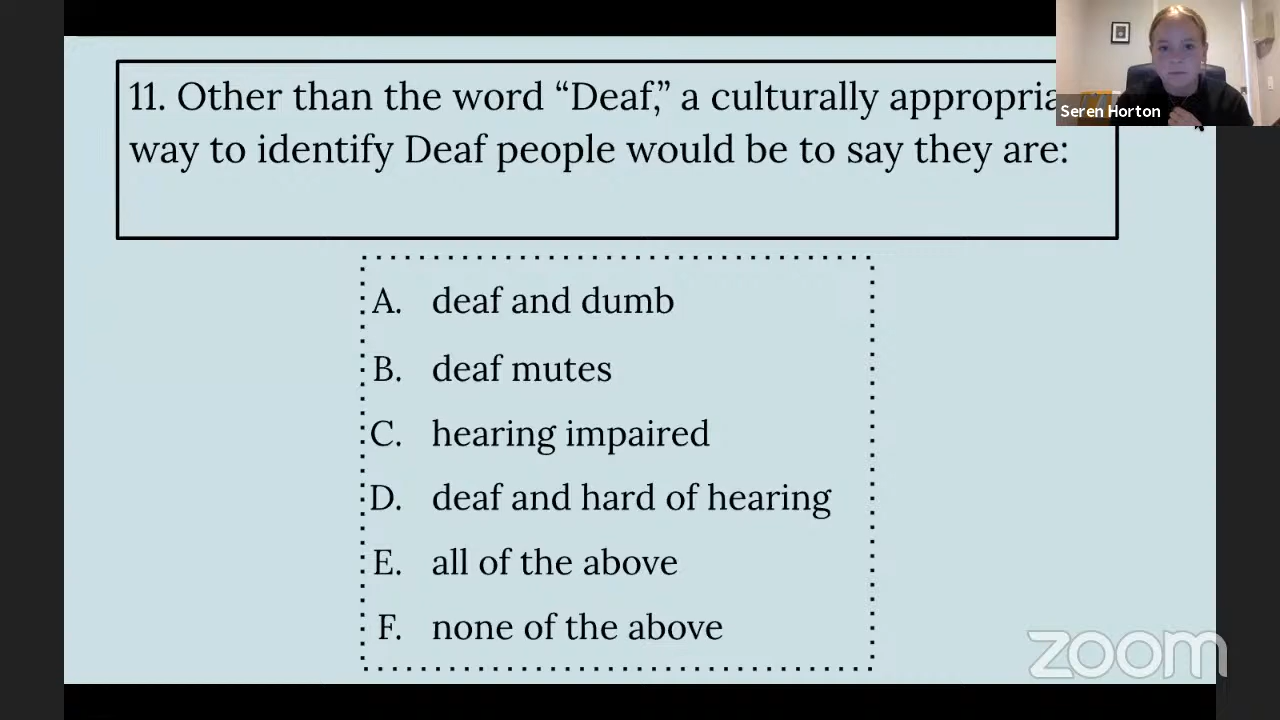 11. Other than the word “Deaf,” a culturally
way to identify Deaf people would be to say they are:
A. deaf and dumb
B. deaf mutes
C. hearing impaired
D. deaf and hard of hearing
E. all of the above
F. none of the above
Seren Horton
zoom